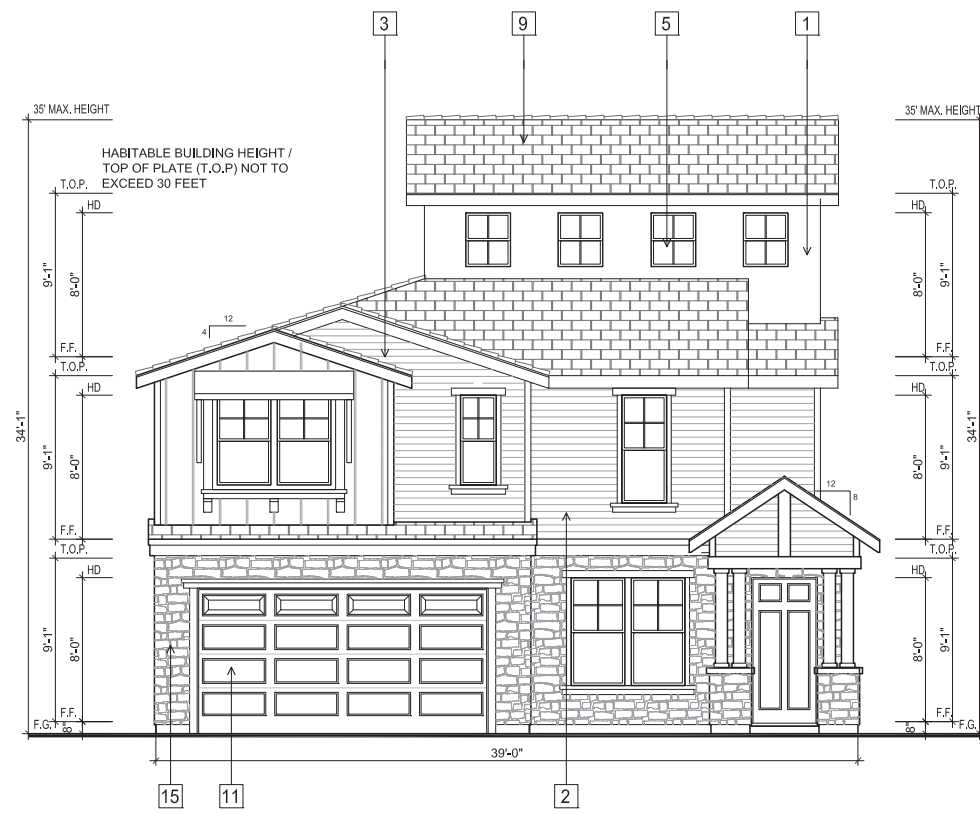 3
9
5
1
35' MAX. HEIGHT
35' MAX. HEIGHT
HABITABLE BUILDING HEIGHT /
TOP OF PLATE (T.O.P) NOT TO
EXCEED 30 FEET
T.O.P.
T.O.P.
HD
HD
9'-1"
8'-0"
8'-0"
9'-1"
12
4
F.F.
F.F.
T.O.P.
T.O.P.
HD
HD
34'-1"
9'-1"
8'-0"
8'-0"
9'-1"
34'-1"
12
8
F.F.
F.F.
T.O.P.
T.O.P.
HD
HD
9'-1"
8'-0"
8'-0"
9'-1"
F.F.
F.F.
F.G.
8"
8"
F.G.
39'-0"
15
11
2